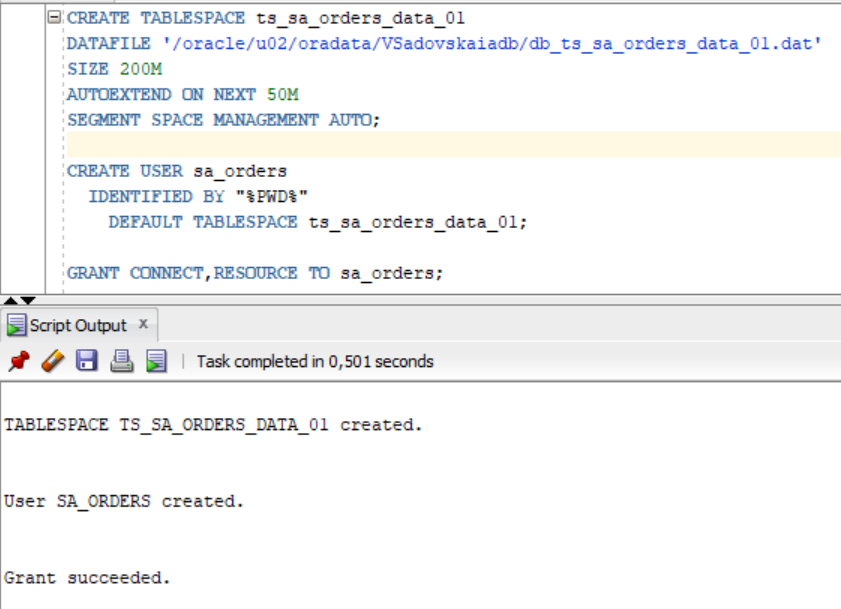 CREATE TABLESPACE ts_sa_orders_data_01
DATAFILE '/oracle/u02/oradata/VSadovskaiadb/db_ts_sa_orders_data_01.dat'
SIZE 200M
AUTOEXTEND ON NEXT 50M
SEGMENT SPACE MANAGEMENT AUTO;
CREATE USER sa_orders
IDENTIFIED BY "%PWD%"
DEFAULT TABLESPACE ts_sa_orders_data_01;
GRANT CONNECT,RESOURCE TO sa_orders;
Script Output x
Task completed in 0,501 seconds
TABLESPACE TS_SA_ORDERS_DATA_01 created.
User SA_ORDERS created.
Grant succeeded.